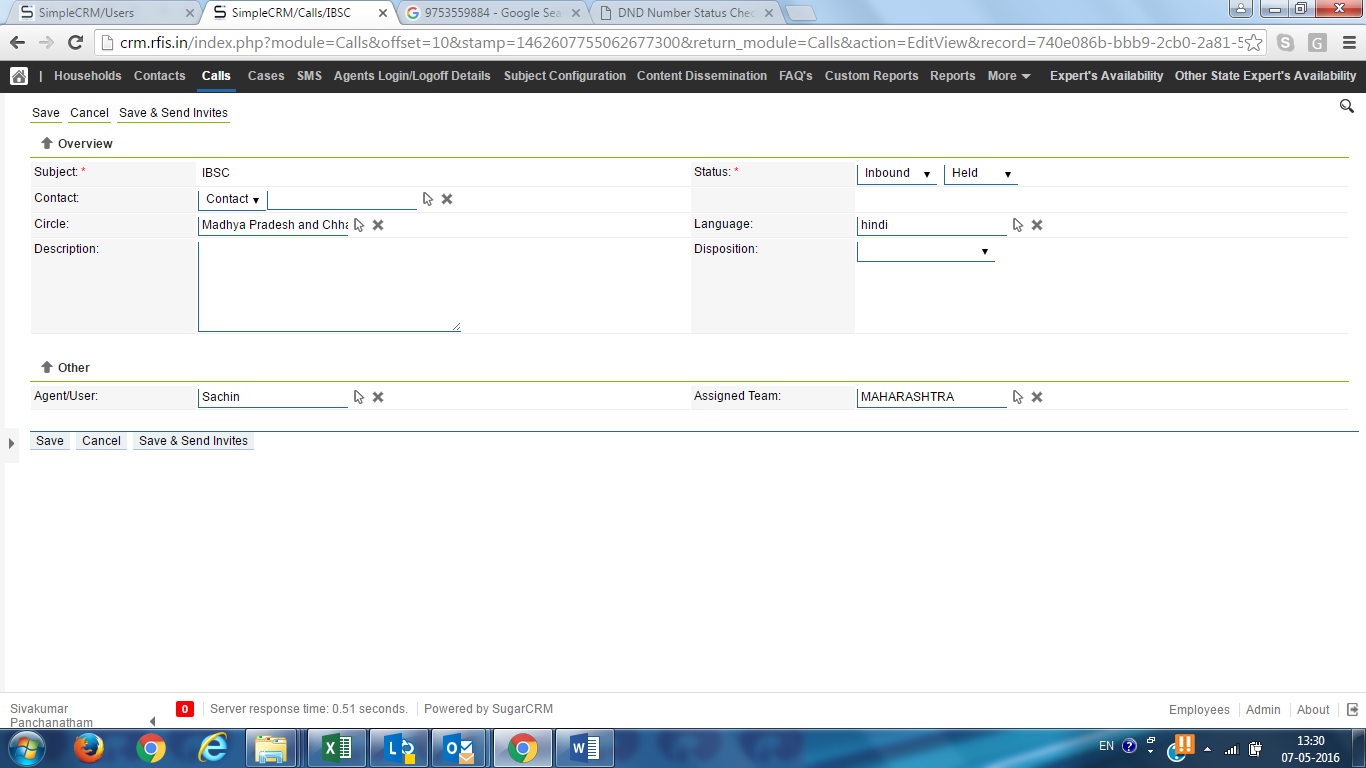 SimpleCRM/Users
SimpleCRM/Calls/IBSC
9753559884 - Google Sea
DND Number Status Chec
crm.rfis.in/index.php?module=Calls&offset=10&stamp=1462607755062677300&return_module=Calls&action=EditView&record=740e086b-bbb9-2cb0-2a81-5
| Households Contacts Calls Cases SMS Agents Login/Logoff Details Subject Configuration Content Dissemination FAQ's Custom Reports Reports More Expert's Availability Other State Expert's Availability
Save Cancel Save & Send Invites
Overview
Subject: * IBSC Status: * Inbound Held
Contact: Contact
Circle: Madhya Pradesh and Chha Language: hindi
Description: Disposition:
Other
Agent/User: Sachin Assigned Team: MAHARASHTRA
Save Cancel Save & Send Invites
Sivakumar
Panchanatham
0 Server response time: 0.51 seconds. Powered by SugarCRM
Employees Admin About
EN 13:30
07-05-2016